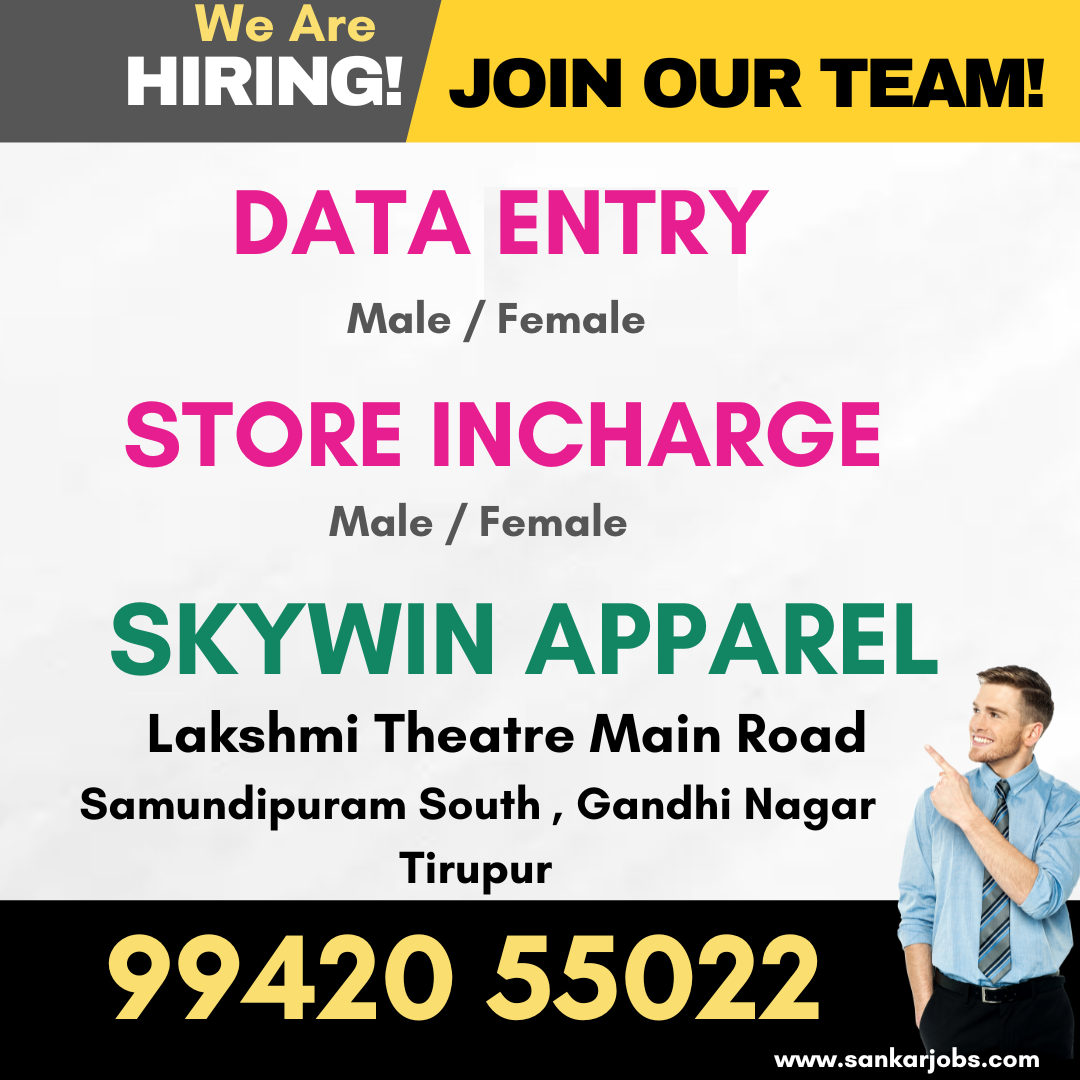 We Are
HIRING!
JOIN OUR TEAM!
DATA ENTRY
Male / Female
STORE INCHARGE
Male / Female
SKYWIN APPAREL
Lakshmi Theatre Main Road
Samundipuram South , Gandhi Nagar
Tirupur
99420 55022
www.sankarjobs.com